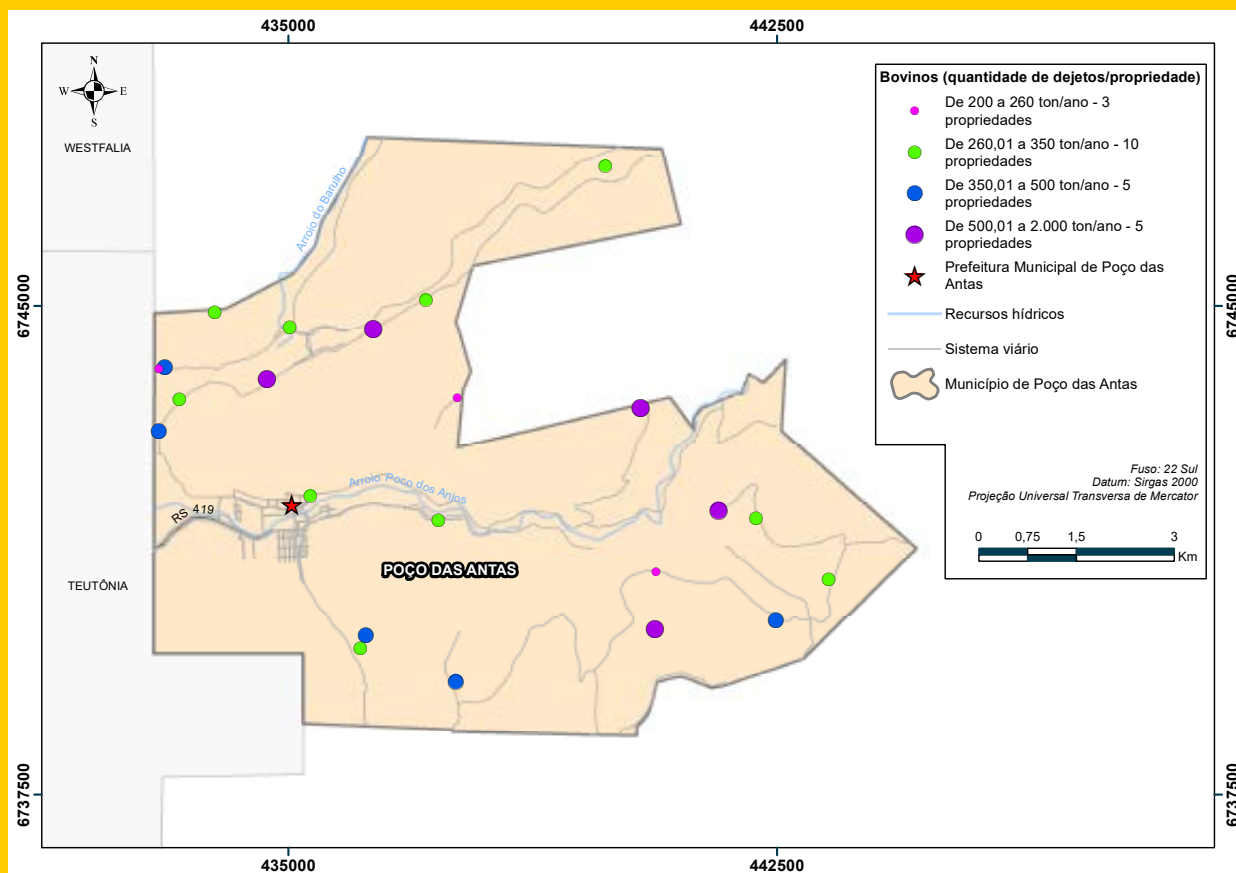 435000
442500
N
W
E
S
WESTFALIA
Bovinos (quantidade de dejetos/propriedade)
De 200 a 260 ton/ano - 3
propriedades
De 260,01 a 350 ton/ano - 10
propriedades
De 350,01 a 500 ton/ano - 5
propriedades
De 500,01 a 2.000 ton/ano - 5
propriedades
Prefeitura Municipal de Poço das
Antas
Recursos hídricos
Sistema viário
Município de Poço das Antas
Arroio do Barulho
6745000
6745000
Fuso: 22 Sul
Datum: Sirgas 2000
Projeção Universal Transversa de Mercator
0 0,75 1,5 3
Km
Arroio Poço dos Anjos
RS 419
POÇO DAS ANTAS
TEUTÔNIA
6737500
6737500
435000
442500